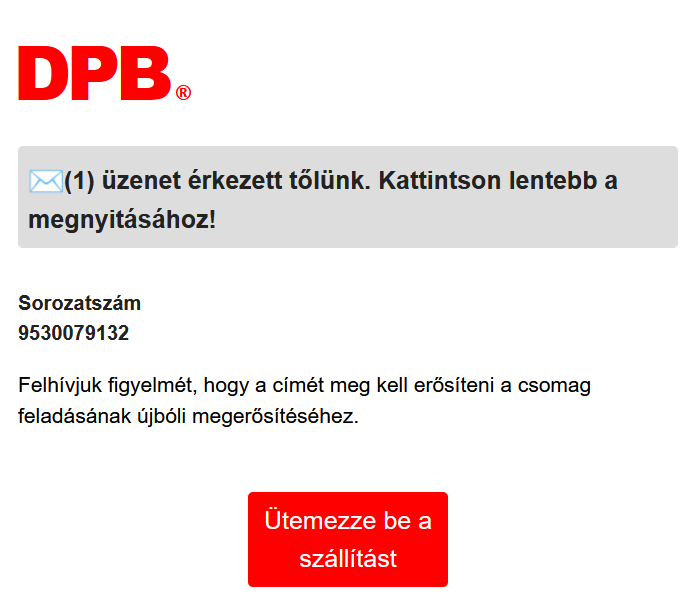 DPB®
✉️(1) üzenet érkezett tőlünk. Kattintson lentebb a
megnyitásához!
Sorozatszám
9530079132
Felhívjuk figyelmét, hogy a címét meg kell erősíteni a csomag
feladásának újbóli megerősítéséhez.
Ütemezze be a
szállítást